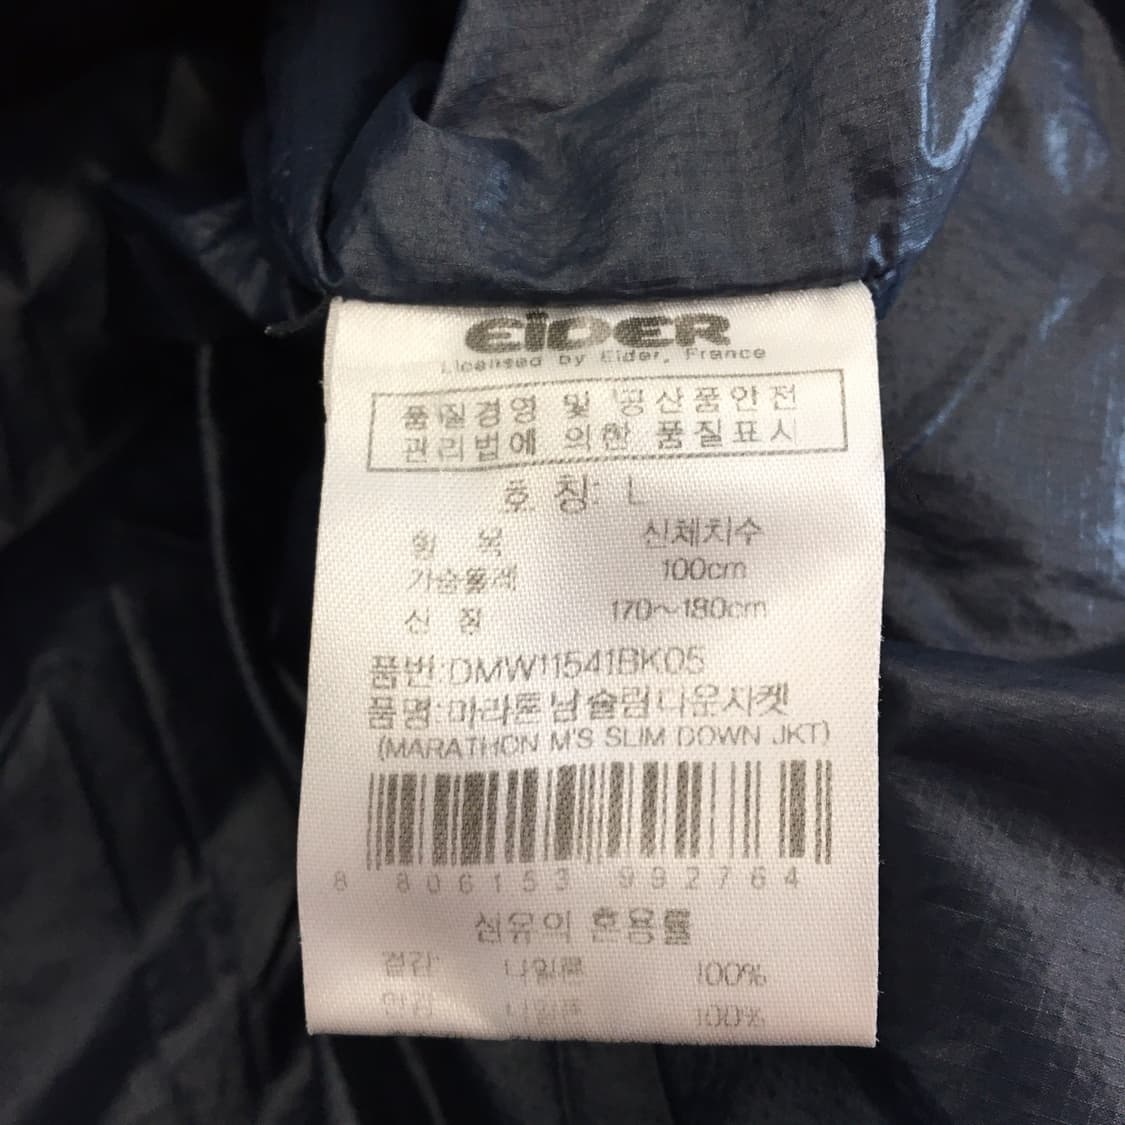 EiDER
Licensed by Eider, France
품질경영 및 공산품안전
관리법에 의한 품질표시
호 칭: L
상 옷 신체치수
가슴둘레 100cm
신 장 170~180cm
품번:DMW11541BK05
품명:마라톤남슬림다운자켓
(MARATHON M'S SLIM DOWN JKT)
8 806153 992764
섬유의 혼용률
겉감: 나일론 100%
안감: 나일론 100%